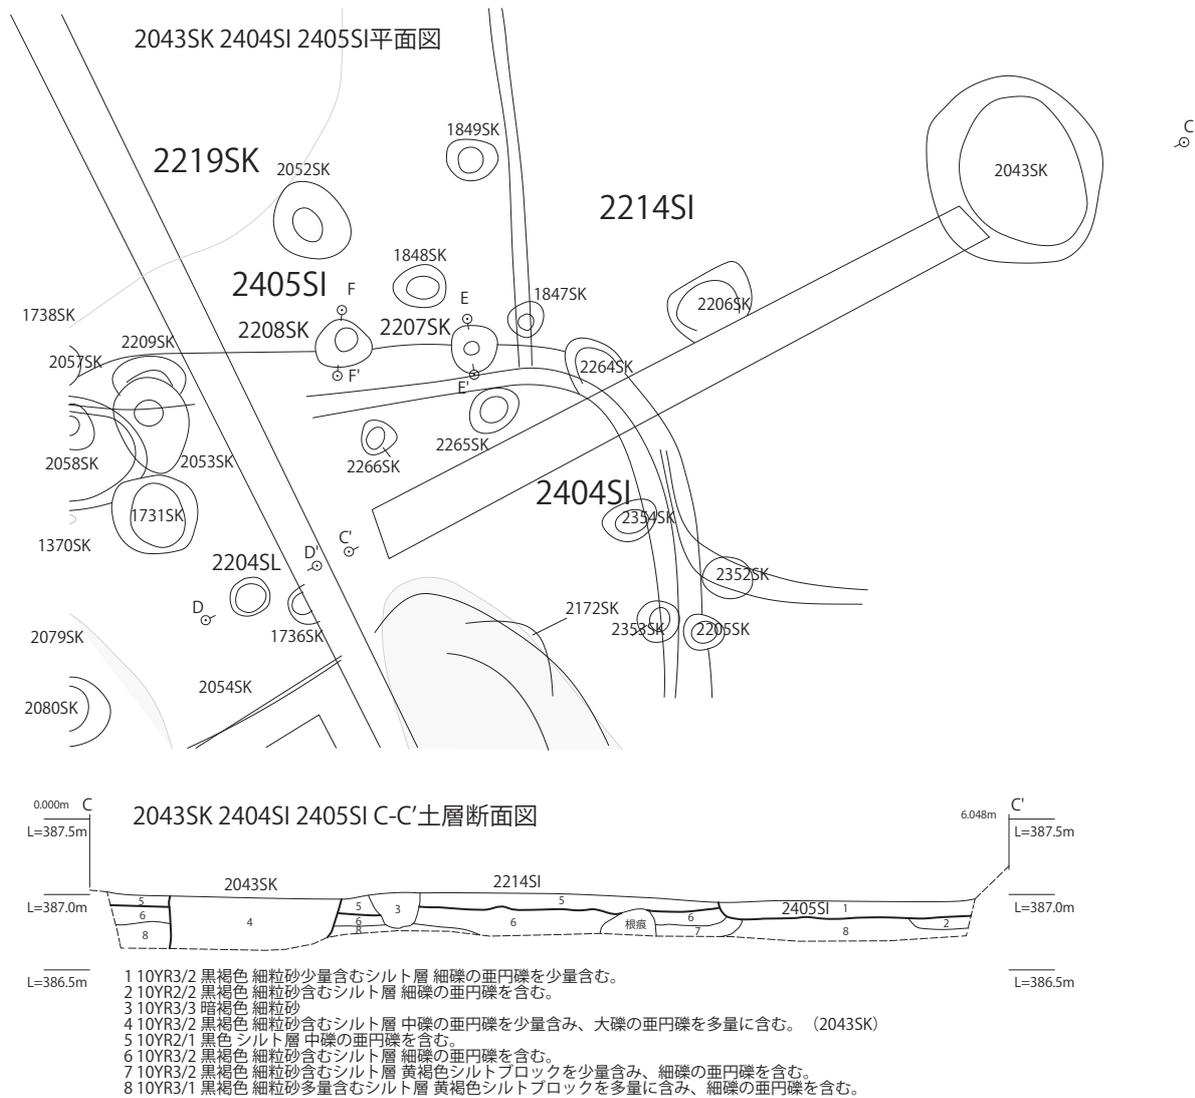 2043SK 2404SI 2405SI平面図
1849SK
C
2219SK
2052SK
2043SK
2214SI
1848SK
2405SI
F
E
1847SK
2206SK
1738SK
2208SK
2207SK
2209SK
2057SK
2264SK
F'
E'
2265SK
2058SK
2053SK
2266SK
2404SI
1731SK
2354SK
1370SK
C'
D'
2204SL
2352SK
D
2172SK
2079SK
1736SK
2353SK
2205SK
2054SK
2080SK
0.000m
C
2043SK 2404SI 2405SI C-C'土層断面図
6.048m
C'
L=387.5m
L=387.5m
2043SK
2214SI
L=387.0m
L=387.0m
5
5
3
5
2405SI
1
6
4
6
6
根痕
6
2
8
8
7
8
L=386.5m
L=386.5m
1 10YR3/2 黒褐色 細粒砂少量含むシルト層 細礫の亜円礫を少量含む。
2 10YR2/2 黒褐色 細粒砂含むシルト層 細礫の亜円礫を含む。
3 10YR3/3 暗褐色 細粒砂
4 10YR3/2 黒褐色 細粒砂含むシルト層 中礫の亜円礫を少量含み、大礫の亜円礫を多量に含む。（2043SK）
5 10YR2/1 黒色 シルト層 中礫の亜円礫を含む。
6 10YR3/2 黒褐色 細粒砂含むシルト層 細礫の亜円礫を含む。
7 10YR3/2 黒褐色 細粒砂含むシルト層 黄褐色シルトブロックを少量含み、細礫の亜円礫を含む。
8 10YR3/1 黒褐色 細粒砂多量含むシルト層 黄褐色シルトブロックを多量に含み、細礫の亜円礫を含む。